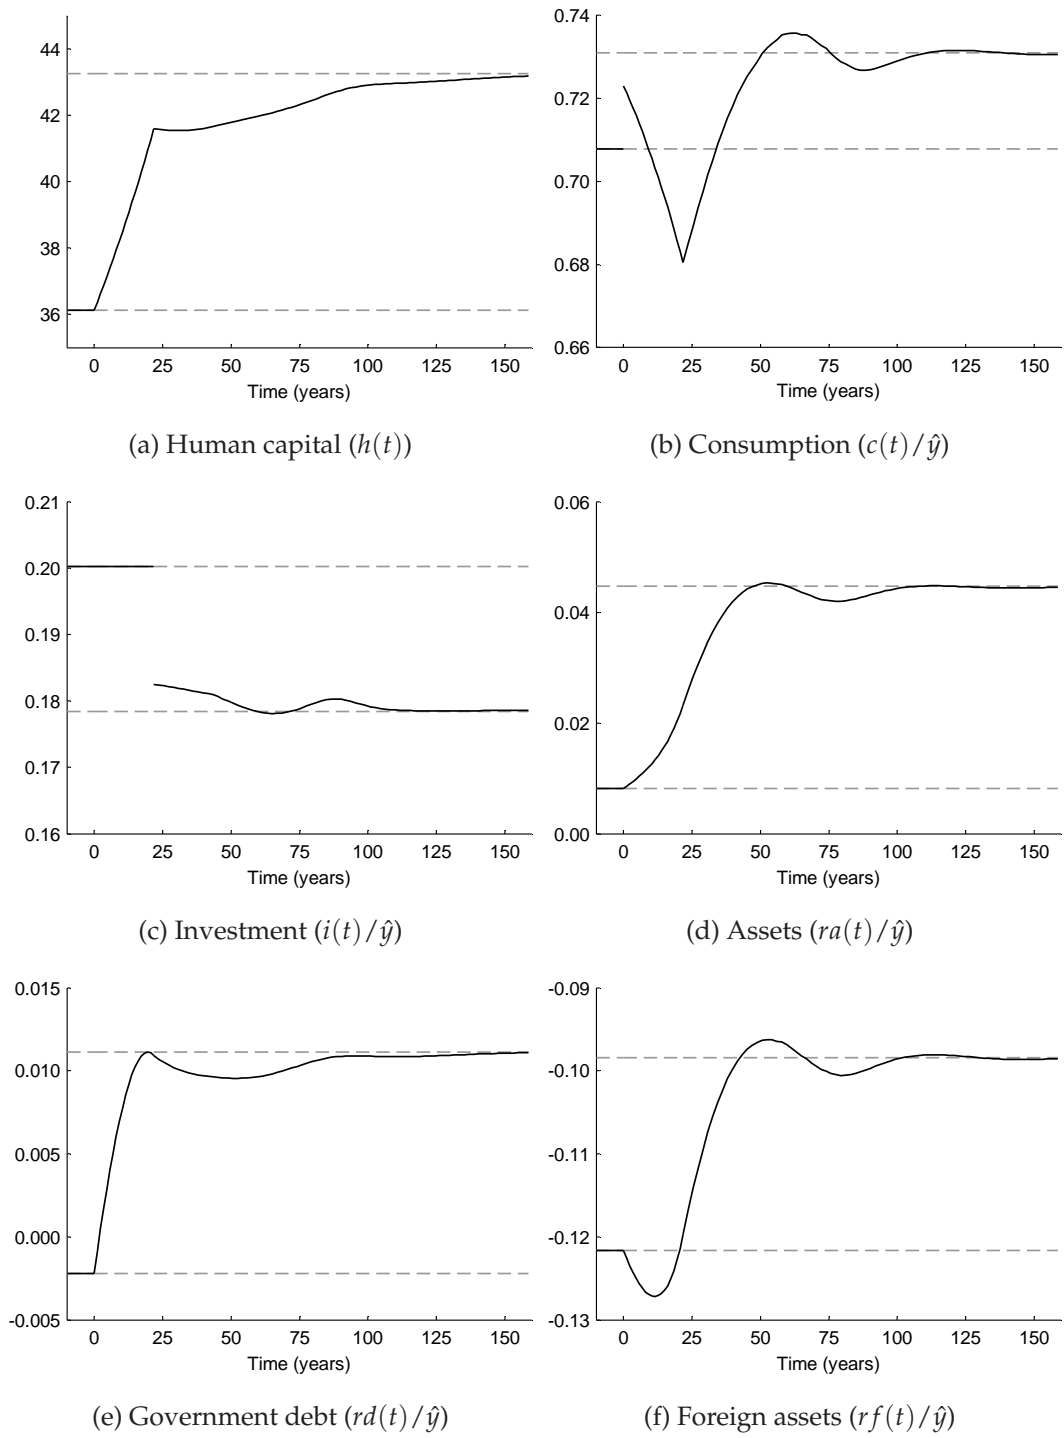 44
42
40
38
36
0 25 50 75 100 125 150
Time (years)
(a) Human capital (h(t))
0.74
0.72
0.70
0.68
0.66
0 25 50 75 100 125 150
Time (years)
(b) Consumption (c(t)/ŷ)
0.21
0.20
0.19
0.18
0.17
0.16
0 25 50 75 100 125 150
Time (years)
(c) Investment (i(t)/ŷ)
0.06
0.04
0.02
0.00
0 25 50 75 100 125 150
Time (years)
(d) Assets (ra(t)/ŷ)
0.015
0.010
0.005
0.000
-0.005
0 25 50 75 100 125 150
Time (years)
(e) Government debt (rd(t)/ŷ)
-0.09
-0.10
-0.11
-0.12
-0.13
0 25 50 75 100 125 150
Time (years)
(f) Foreign assets (rf(t)/ŷ)